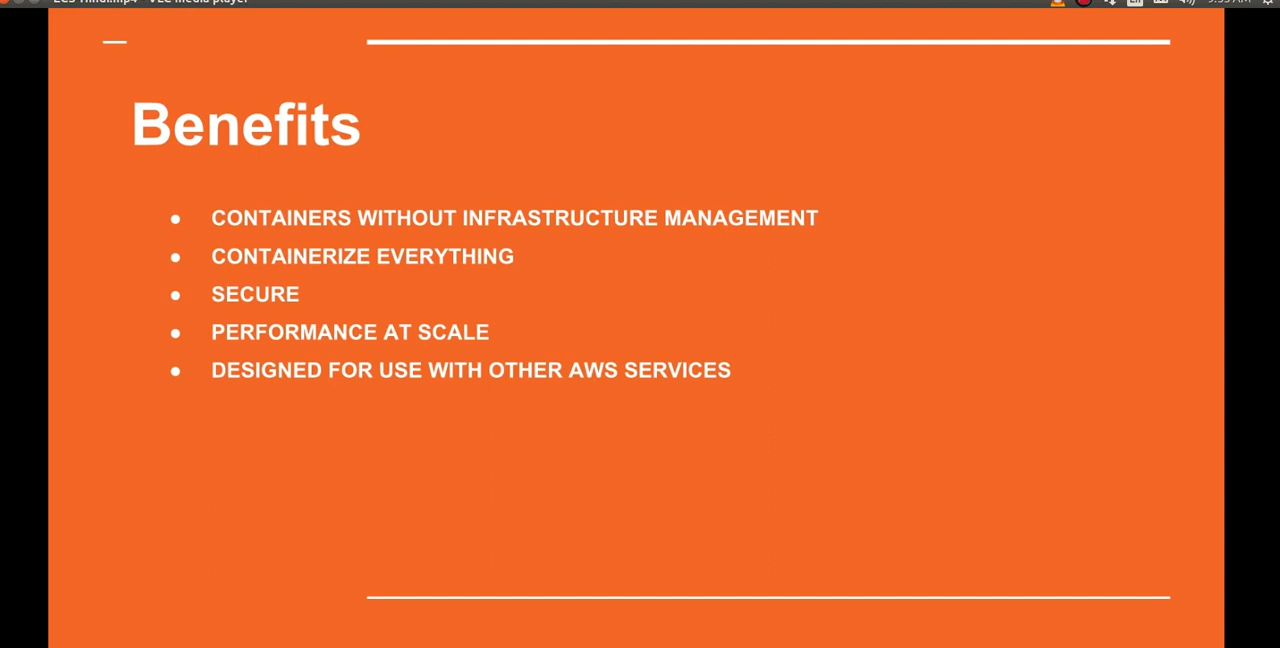 Benefits
● CONTAINERS WITHOUT INFRASTRUCTURE MANAGEMENT
● CONTAINERIZE EVERYTHING
● SECURE
● PERFORMANCE AT SCALE
● DESIGNED FOR USE WITH OTHER AWS SERVICES